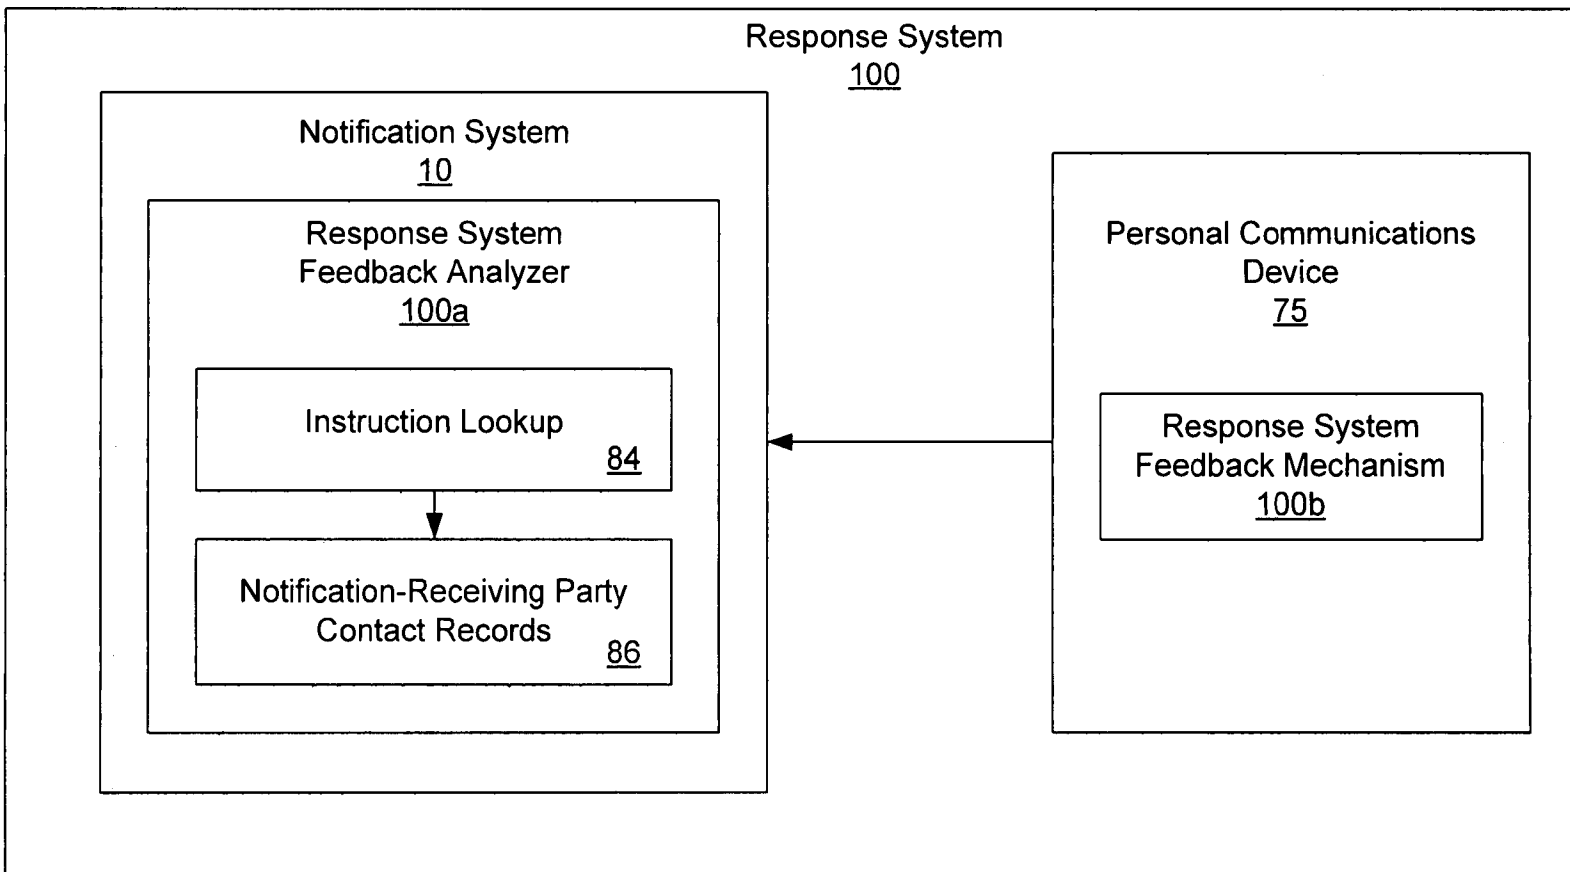 Response System
100
Notification System
10
Response System
Feedback Analyzer
100a
Instruction Lookup
84
Notification-Receiving Party
Contact Records
86
Personal Communications
Device
75
Response System
Feedback Mechanism
100b